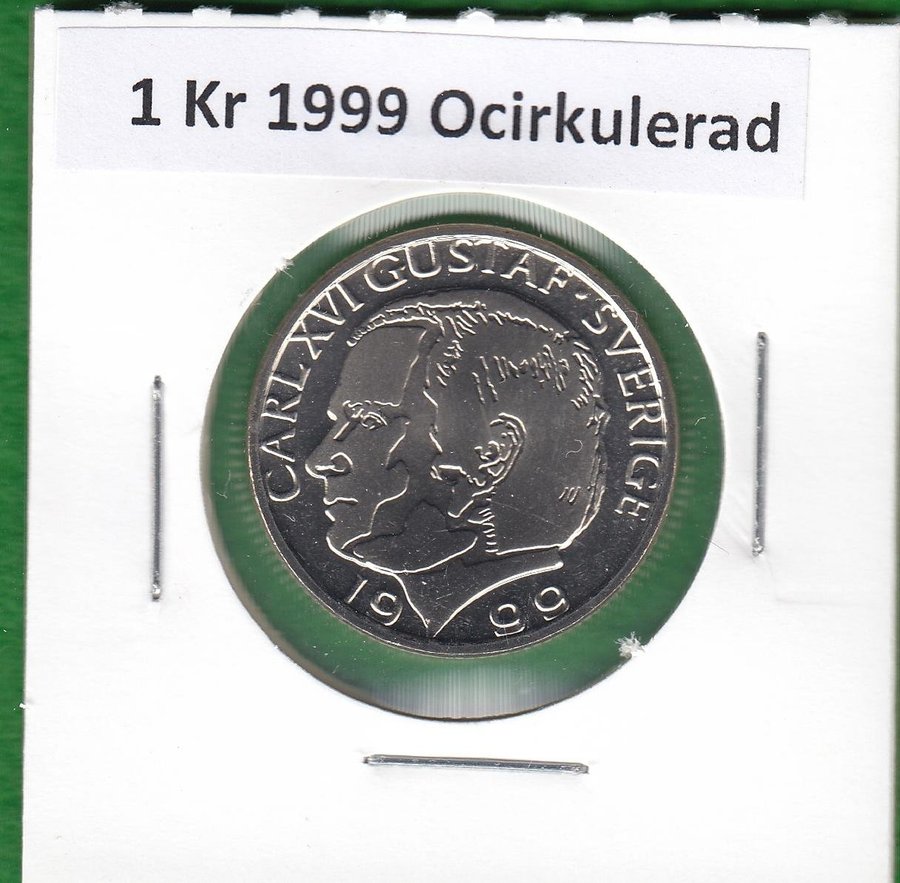 1 Kr 1999 Ocirkulerad
CARL XVI GUSTAF · SVERIGE
1999